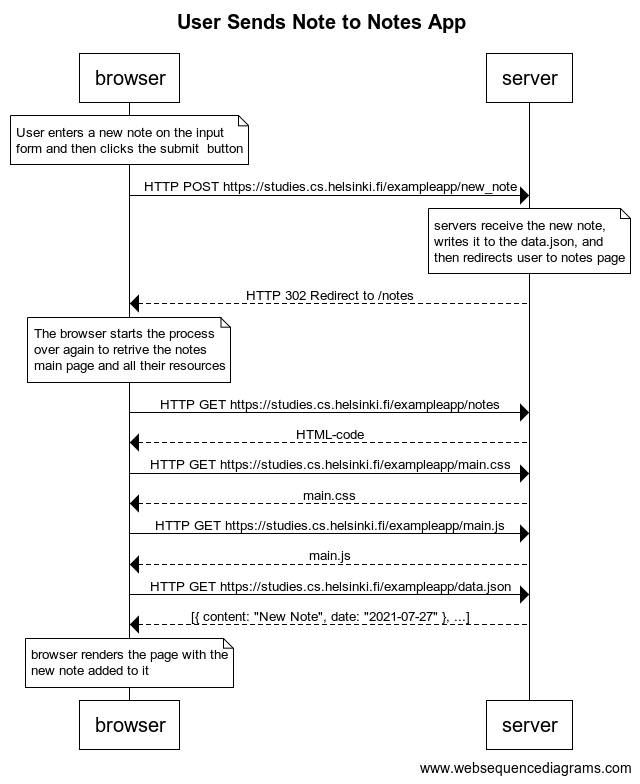 User Sends Note to Notes App
browser
server
User enters a new note on the input
form and then clicks the submit  button
HTTP POST https://studies.cs.helsinki.fi/exampleapp/new_note
servers receive the new note,
writes it to the data.json, and
then redirects user to notes page
HTTP 302 Redirect to /notes
The browser starts the process
over again to retrive the notes
main page and all their resources
HTTP GET https://studies.cs.helsinki.fi/exampleapp/notes
HTML-code
HTTP GET https://studies.cs.helsinki.fi/exampleapp/main.css
main.css
HTTP GET https://studies.cs.helsinki.fi/exampleapp/main.js
main.js
HTTP GET https://studies.cs.helsinki.fi/exampleapp/data.json
[{ content: "New Note", date: "2021-07-27" }, ...]
browser renders the page with the
new note added to it
browser
server
www.websequencediagrams.com